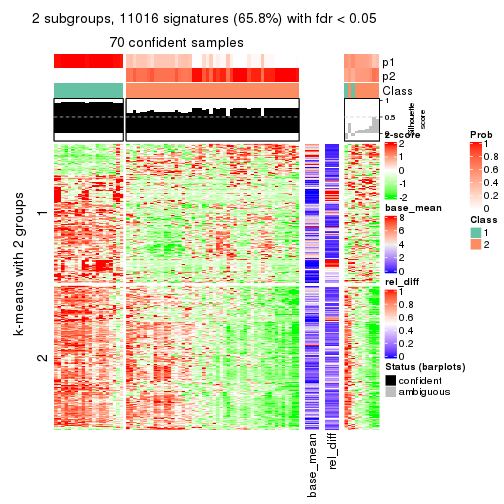 2 subgroups, 11016 signatures (65.8%) with fdr < 0.05
70 confident samples
p1
p2
Class
1
0.5
0
Silhouette
score
k-means with 2 groups
1
2
base_mean
rel_diff
z-score
2
1
0
-1
-2
base_mean
8
6
4
2
0
rel_diff
1
0.8
0.6
0.4
0.2
0
Status (barplots)
confident
ambiguous
Prob
1
0.8
0.6
0.4
0.2
0
Class
1
2